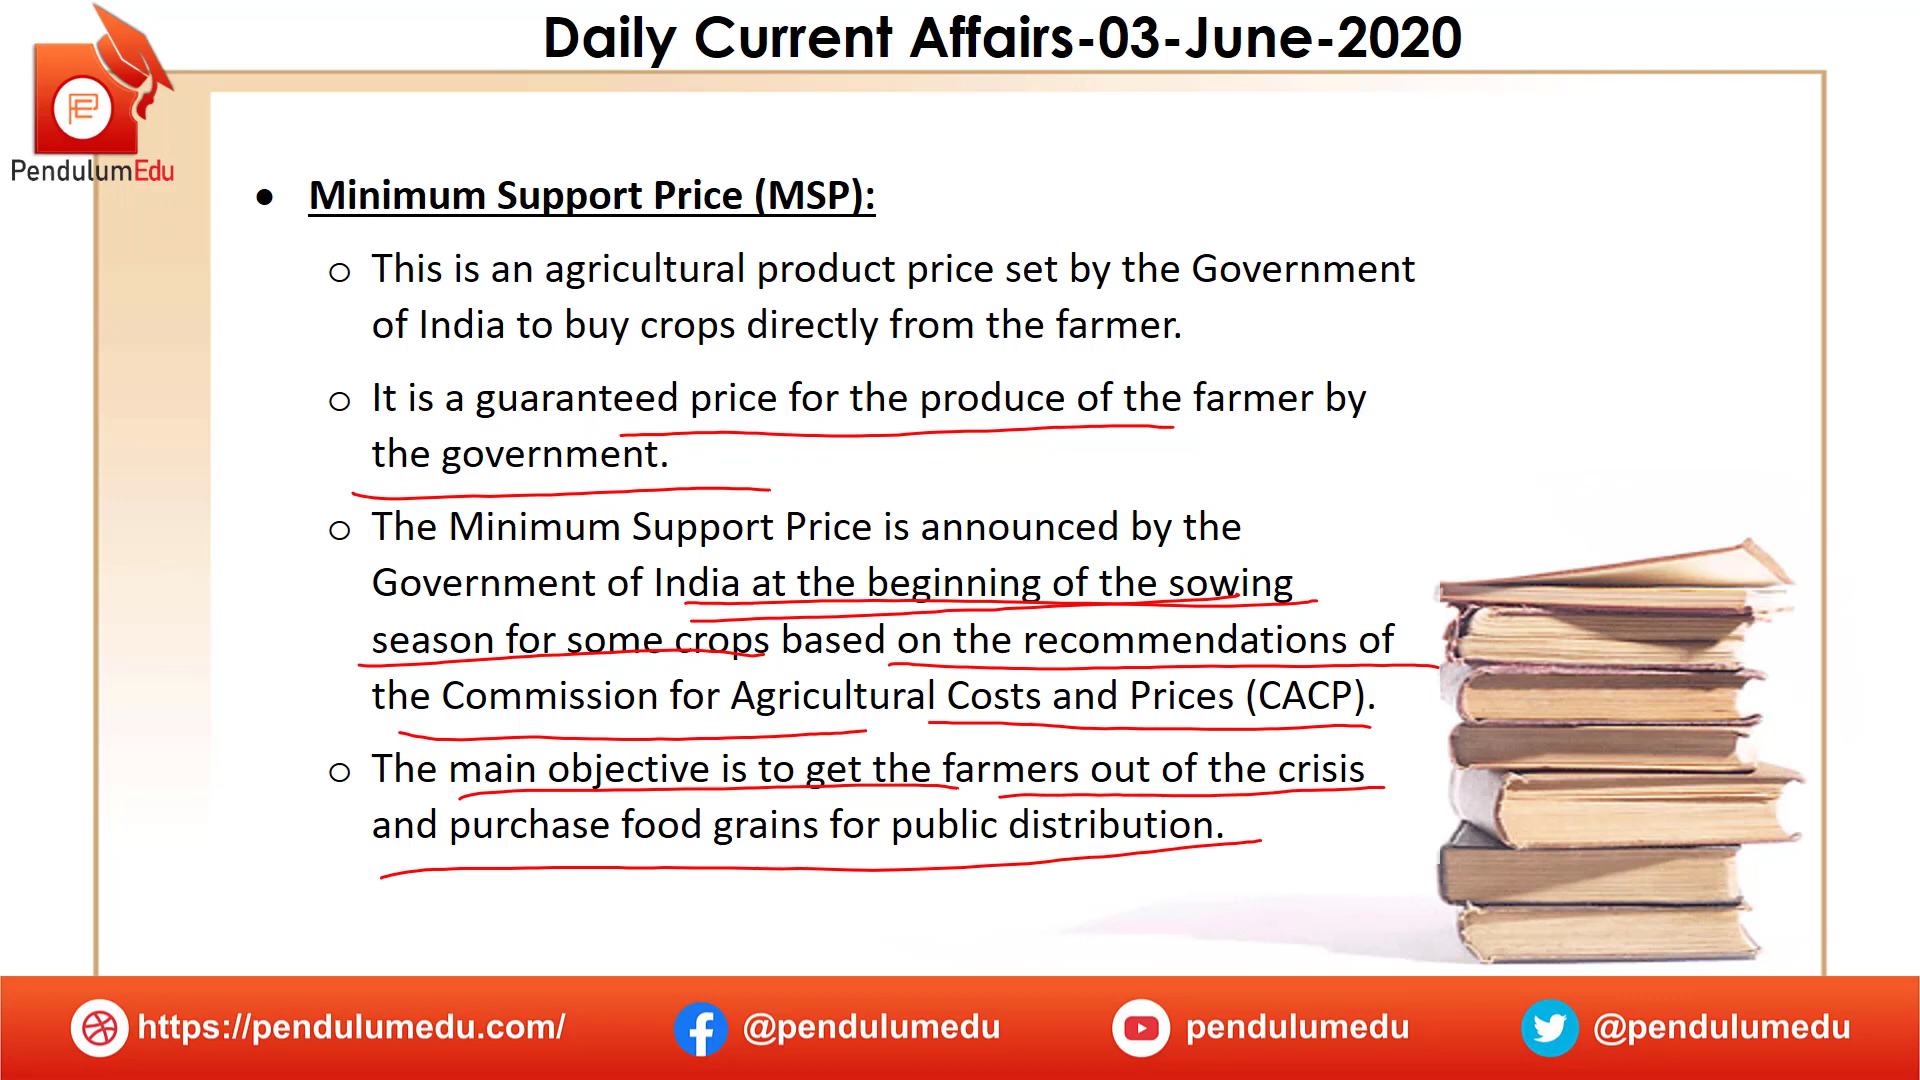 Daily Current Affairs-03-June-2020
PendulumEdu
• Minimum Support Price (MSP):
o This is an agricultural product price set by the Government
of India to buy crops directly from the farmer.
o It is a guaranteed price for the produce of the farmer by
the government.
o The Minimum Support Price is announced by the
Government of India at the beginning of the sowing
season for some crops based on the recommendations of
the Commission for Agricultural Costs and Prices (CACP).
o The main objective is to get the farmers out of the crisis
and purchase food grains for public distribution.
https://pendulumedu.com/ @pendulumedu pendulumedu @pendulumedu